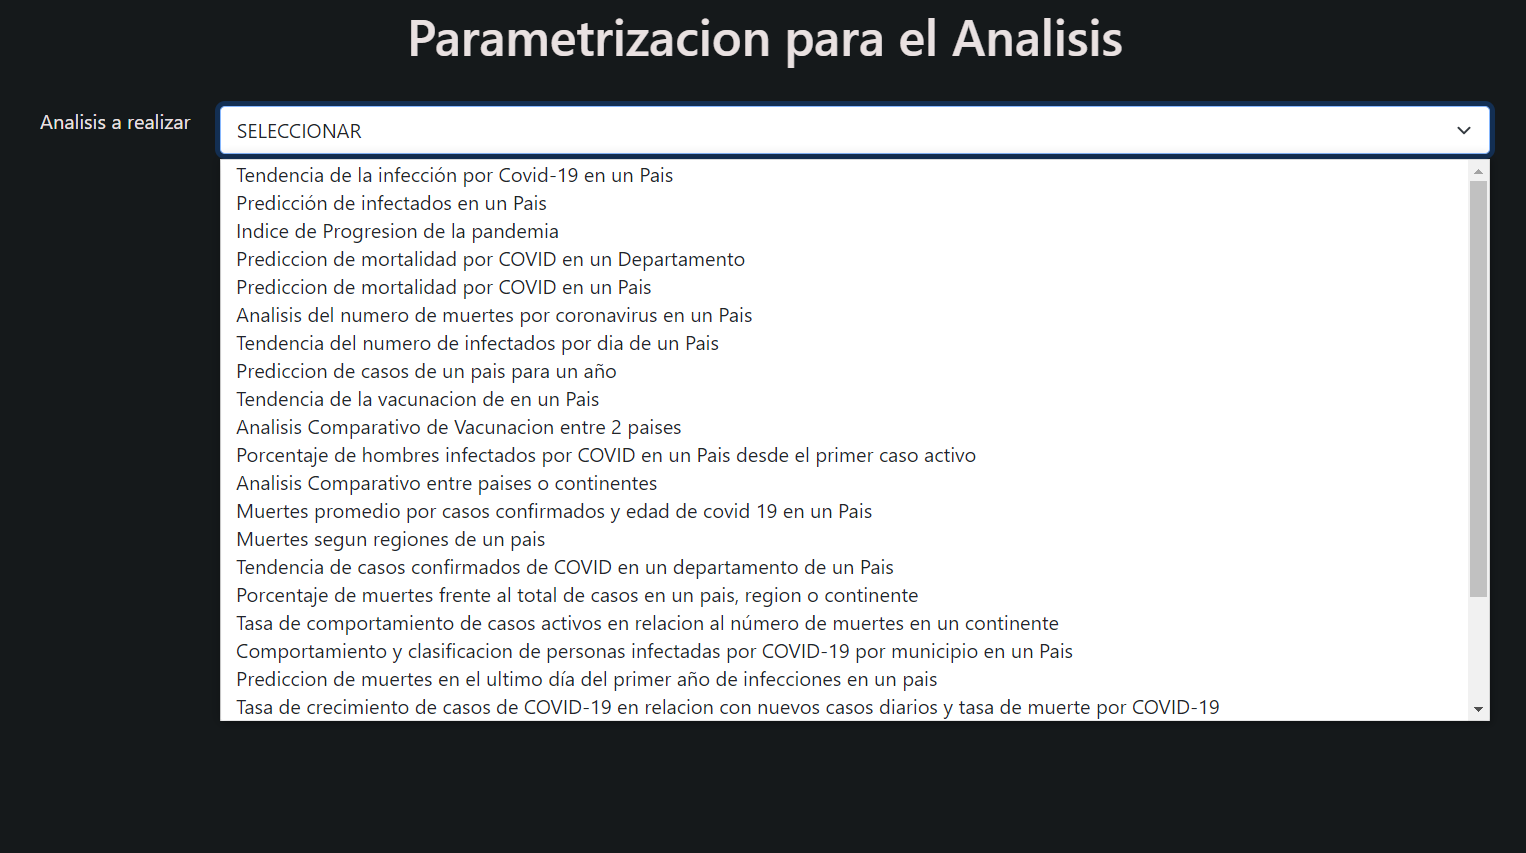 Parametrizacion para el Analisis
Analisis a realizar
SELECCIONAR
Tendencia de la infección por Covid-19 en un Pais
Predicción de infectados en un Pais
Indice de Progresion de la pandemia
Prediccion de mortalidad por COVID en un Departamento
Prediccion de mortalidad por COVID en un Pais
Analisis del numero de muertes por coronavirus en un Pais
Tendencia del numero de infectados por dia de un Pais
Prediccion de casos de un pais para un año
Tendencia de la vacunacion de en un Pais
Analisis Comparativo de Vacunacion entre 2 paises
Porcentaje de hombres infectados por COVID en un Pais desde el primer caso activo
Analisis Comparativo entre paises o continentes
Muertes promedio por casos confirmados y edad de covid 19 en un Pais
Muertes segun regiones de un pais
Tendencia de casos confirmados de COVID en un departamento de un Pais
Porcentaje de muertes frente al total de casos en un pais, region o continente
Tasa de comportamiento de casos activos en relacion al número de muertes en un continente
Comportamiento y clasificacion de personas infectadas por COVID-19 por municipio en un Pais
Prediccion de muertes en el ultimo día del primer año de infecciones en un pais
Tasa de crecimiento de casos de COVID-19 en relacion con nuevos casos diarios y tasa de muerte por COVID-19